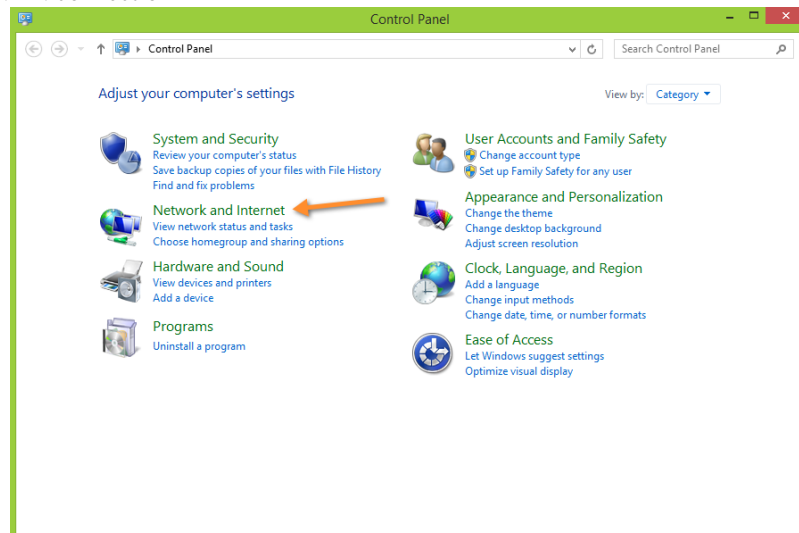 Control Panel
Control Panel
Search Control Panel
Adjust your computer's settings
View by: Category
System and Security
Review your computer's status
Save backup copies of your files with File History
Find and fix problems
Network and Internet
View network status and tasks
Choose homegroup and sharing options
Hardware and Sound
View devices and printers
Add a device
Programs
Uninstall a program
User Accounts and Family Safety
Change account type
Set up Family Safety for any user
Appearance and Personalization
Change the theme
Change desktop background
Adjust screen resolution
Clock, Language, and Region
Add a language
Change input methods
Change date, time, or number formats
Ease of Access
Let Windows suggest settings
Optimize visual display